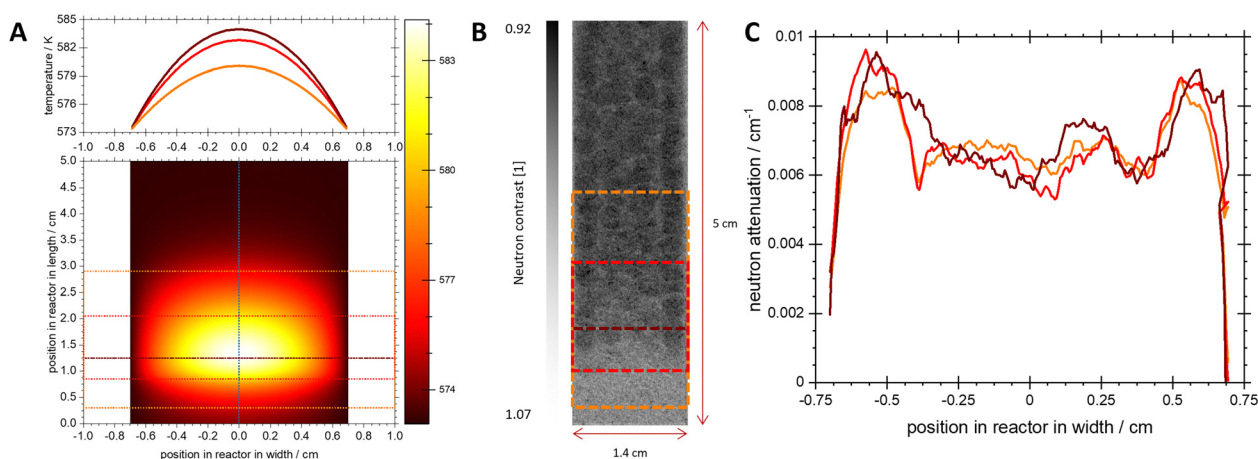 A
temperature / K
585
582
579
576
573
-1.0 -0.8 -0.6 -0.4 -0.2 0.0 0.2 0.4 0.6 0.8 1.0
position in reactor in length / cm
5.0
4.5
4.0
3.5
3.0
2.5
2.0
1.5
1.0
0.5
0.0
-1.0 -0.8 -0.6 -0.4 -0.2 0.0 0.2 0.4 0.6 0.8 1.0
position in reactor in width / cm
583
580
577
574
B
0.92
Neutron contrast [1]
1.07
5 cm
1.4 cm
C
neutron attenuation / cm⁻¹
0.01
0.008
0.006
0.004
0.002
0
-0.75 -0.5 -0.25 0 0.25 0.5 0.75
position in reactor in width / cm